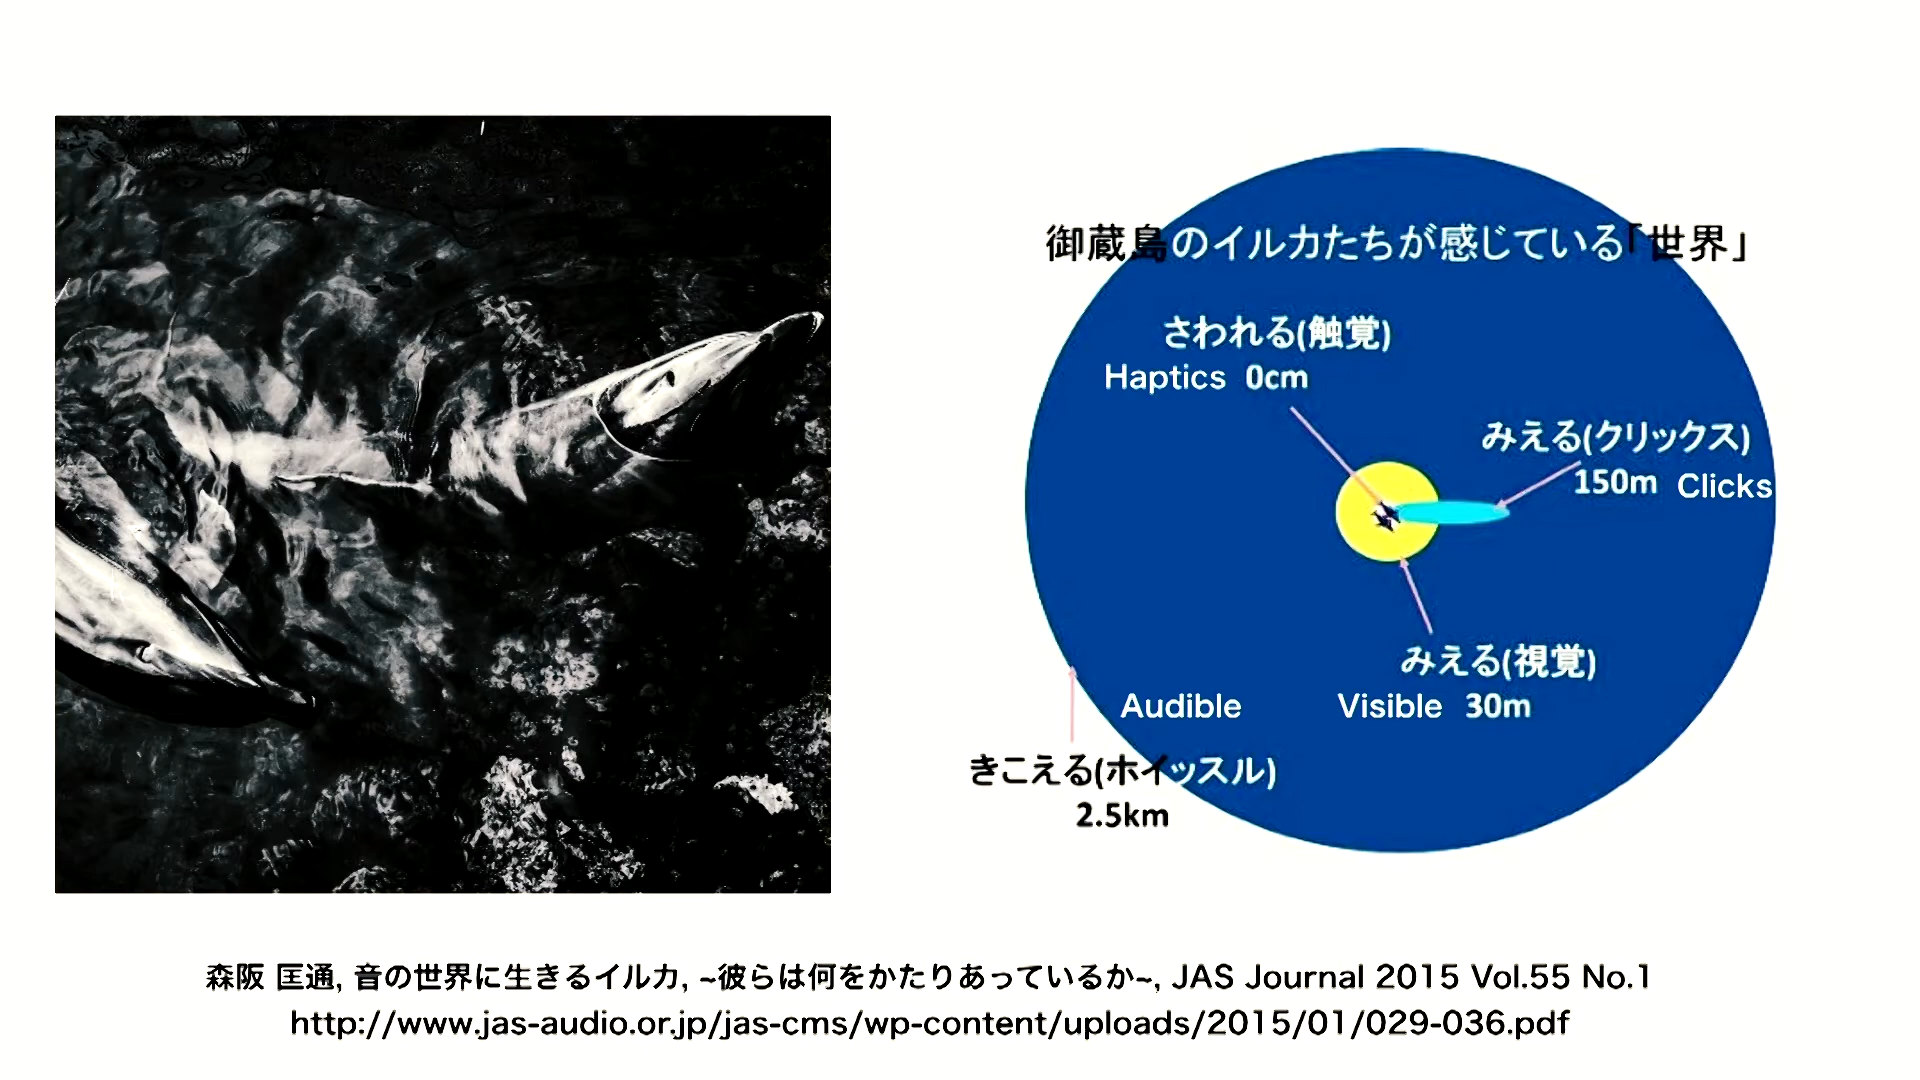 御蔵島のイルカたちが感じている「世界」
さわれる(触覚)
Haptics 0cm
みえる(クリックス)
150m Clicks
みえる(視覚)
Audible
Visible 30m
きこえる(ホイッスル)
2.5km
森阪 匡通, 音の世界に生きるイルカ, ~彼らは何をかたりあっているか~, JAS Journal 2015 Vol.55 No.1
http://www.jas-audio.or.jp/jas-cms/wp-content/uploads/2015/01/029-036.pdf